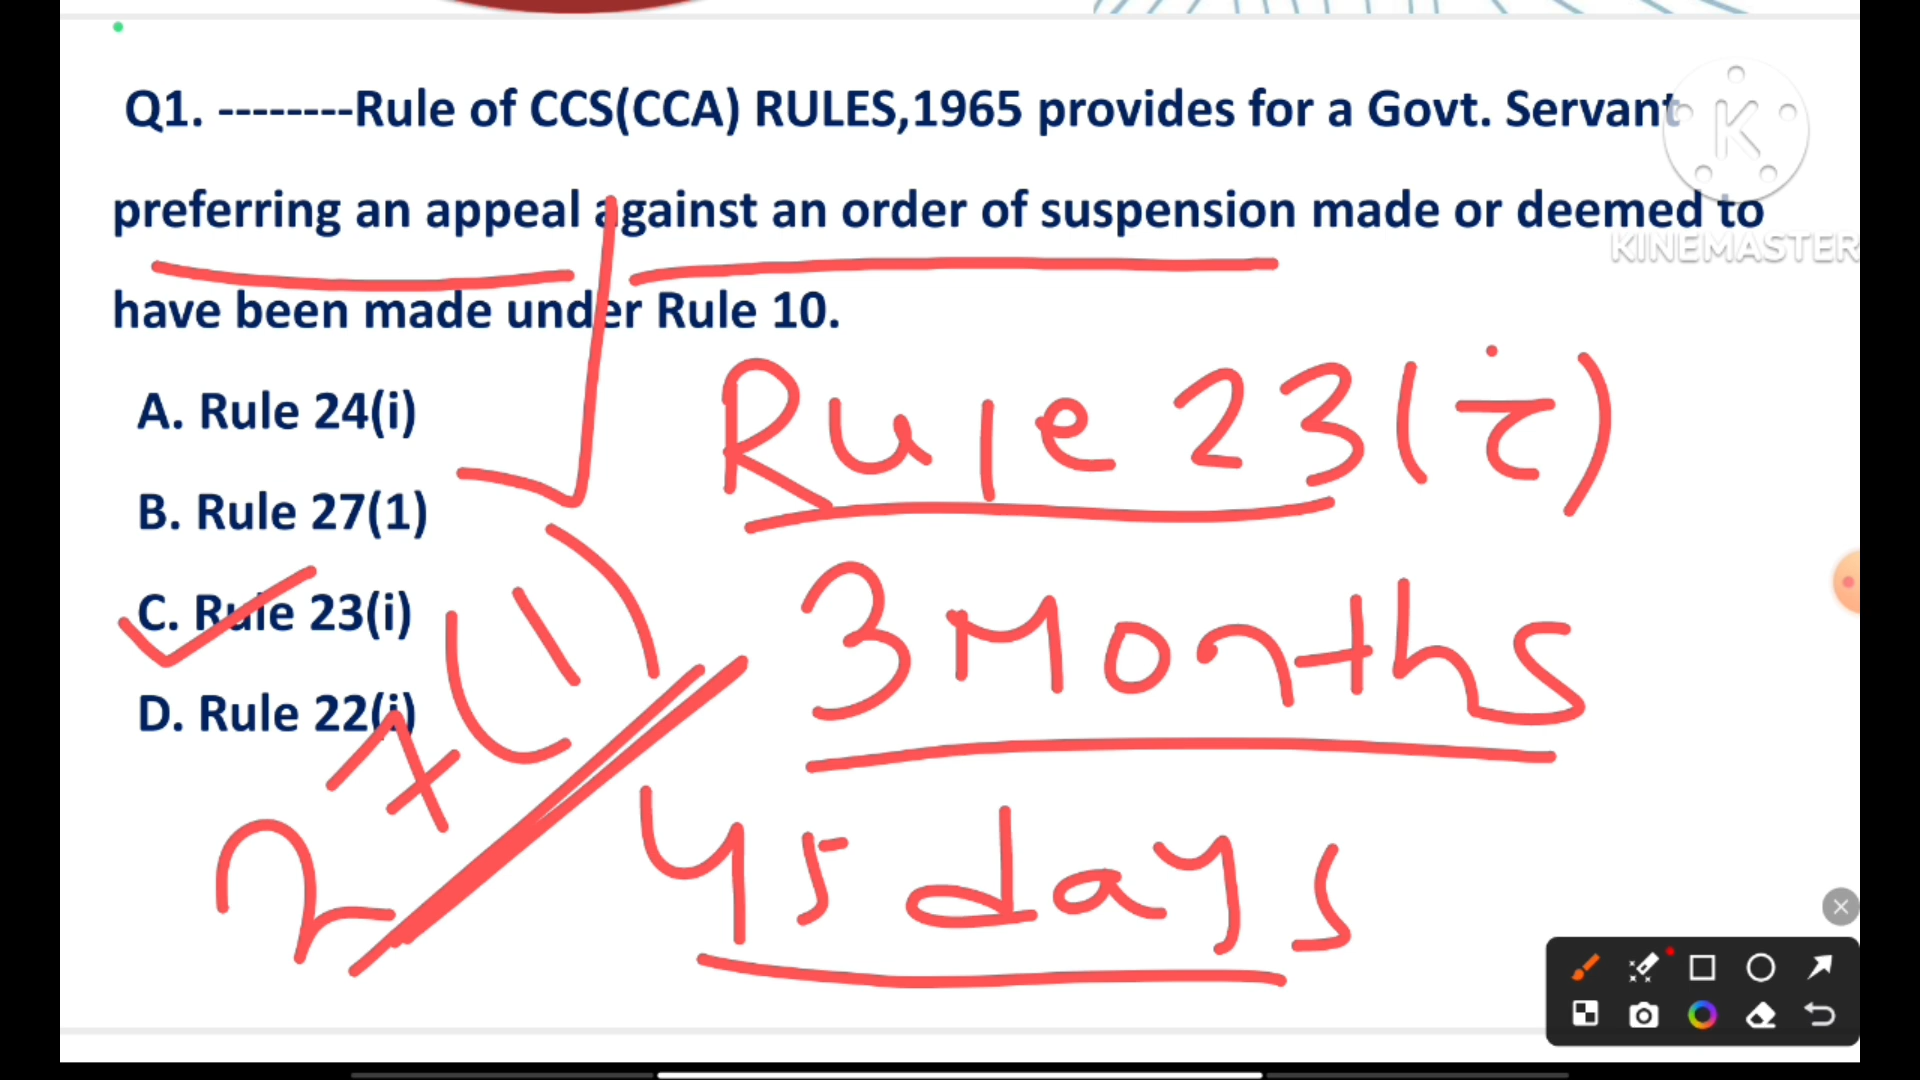 Q1. --------Rule of CCS(CCA) RULES,1965 provides for a Govt. Servant
preferring an appeal against an order of suspension made or deemed to
have been made under Rule 10.
A. Rule 24(i)
B. Rule 27(1)
C. Rule 23(i)
D. Rule 22(i)
Rule 23(i)
3 Months
45 days
27(1)
K
KINEMASTER